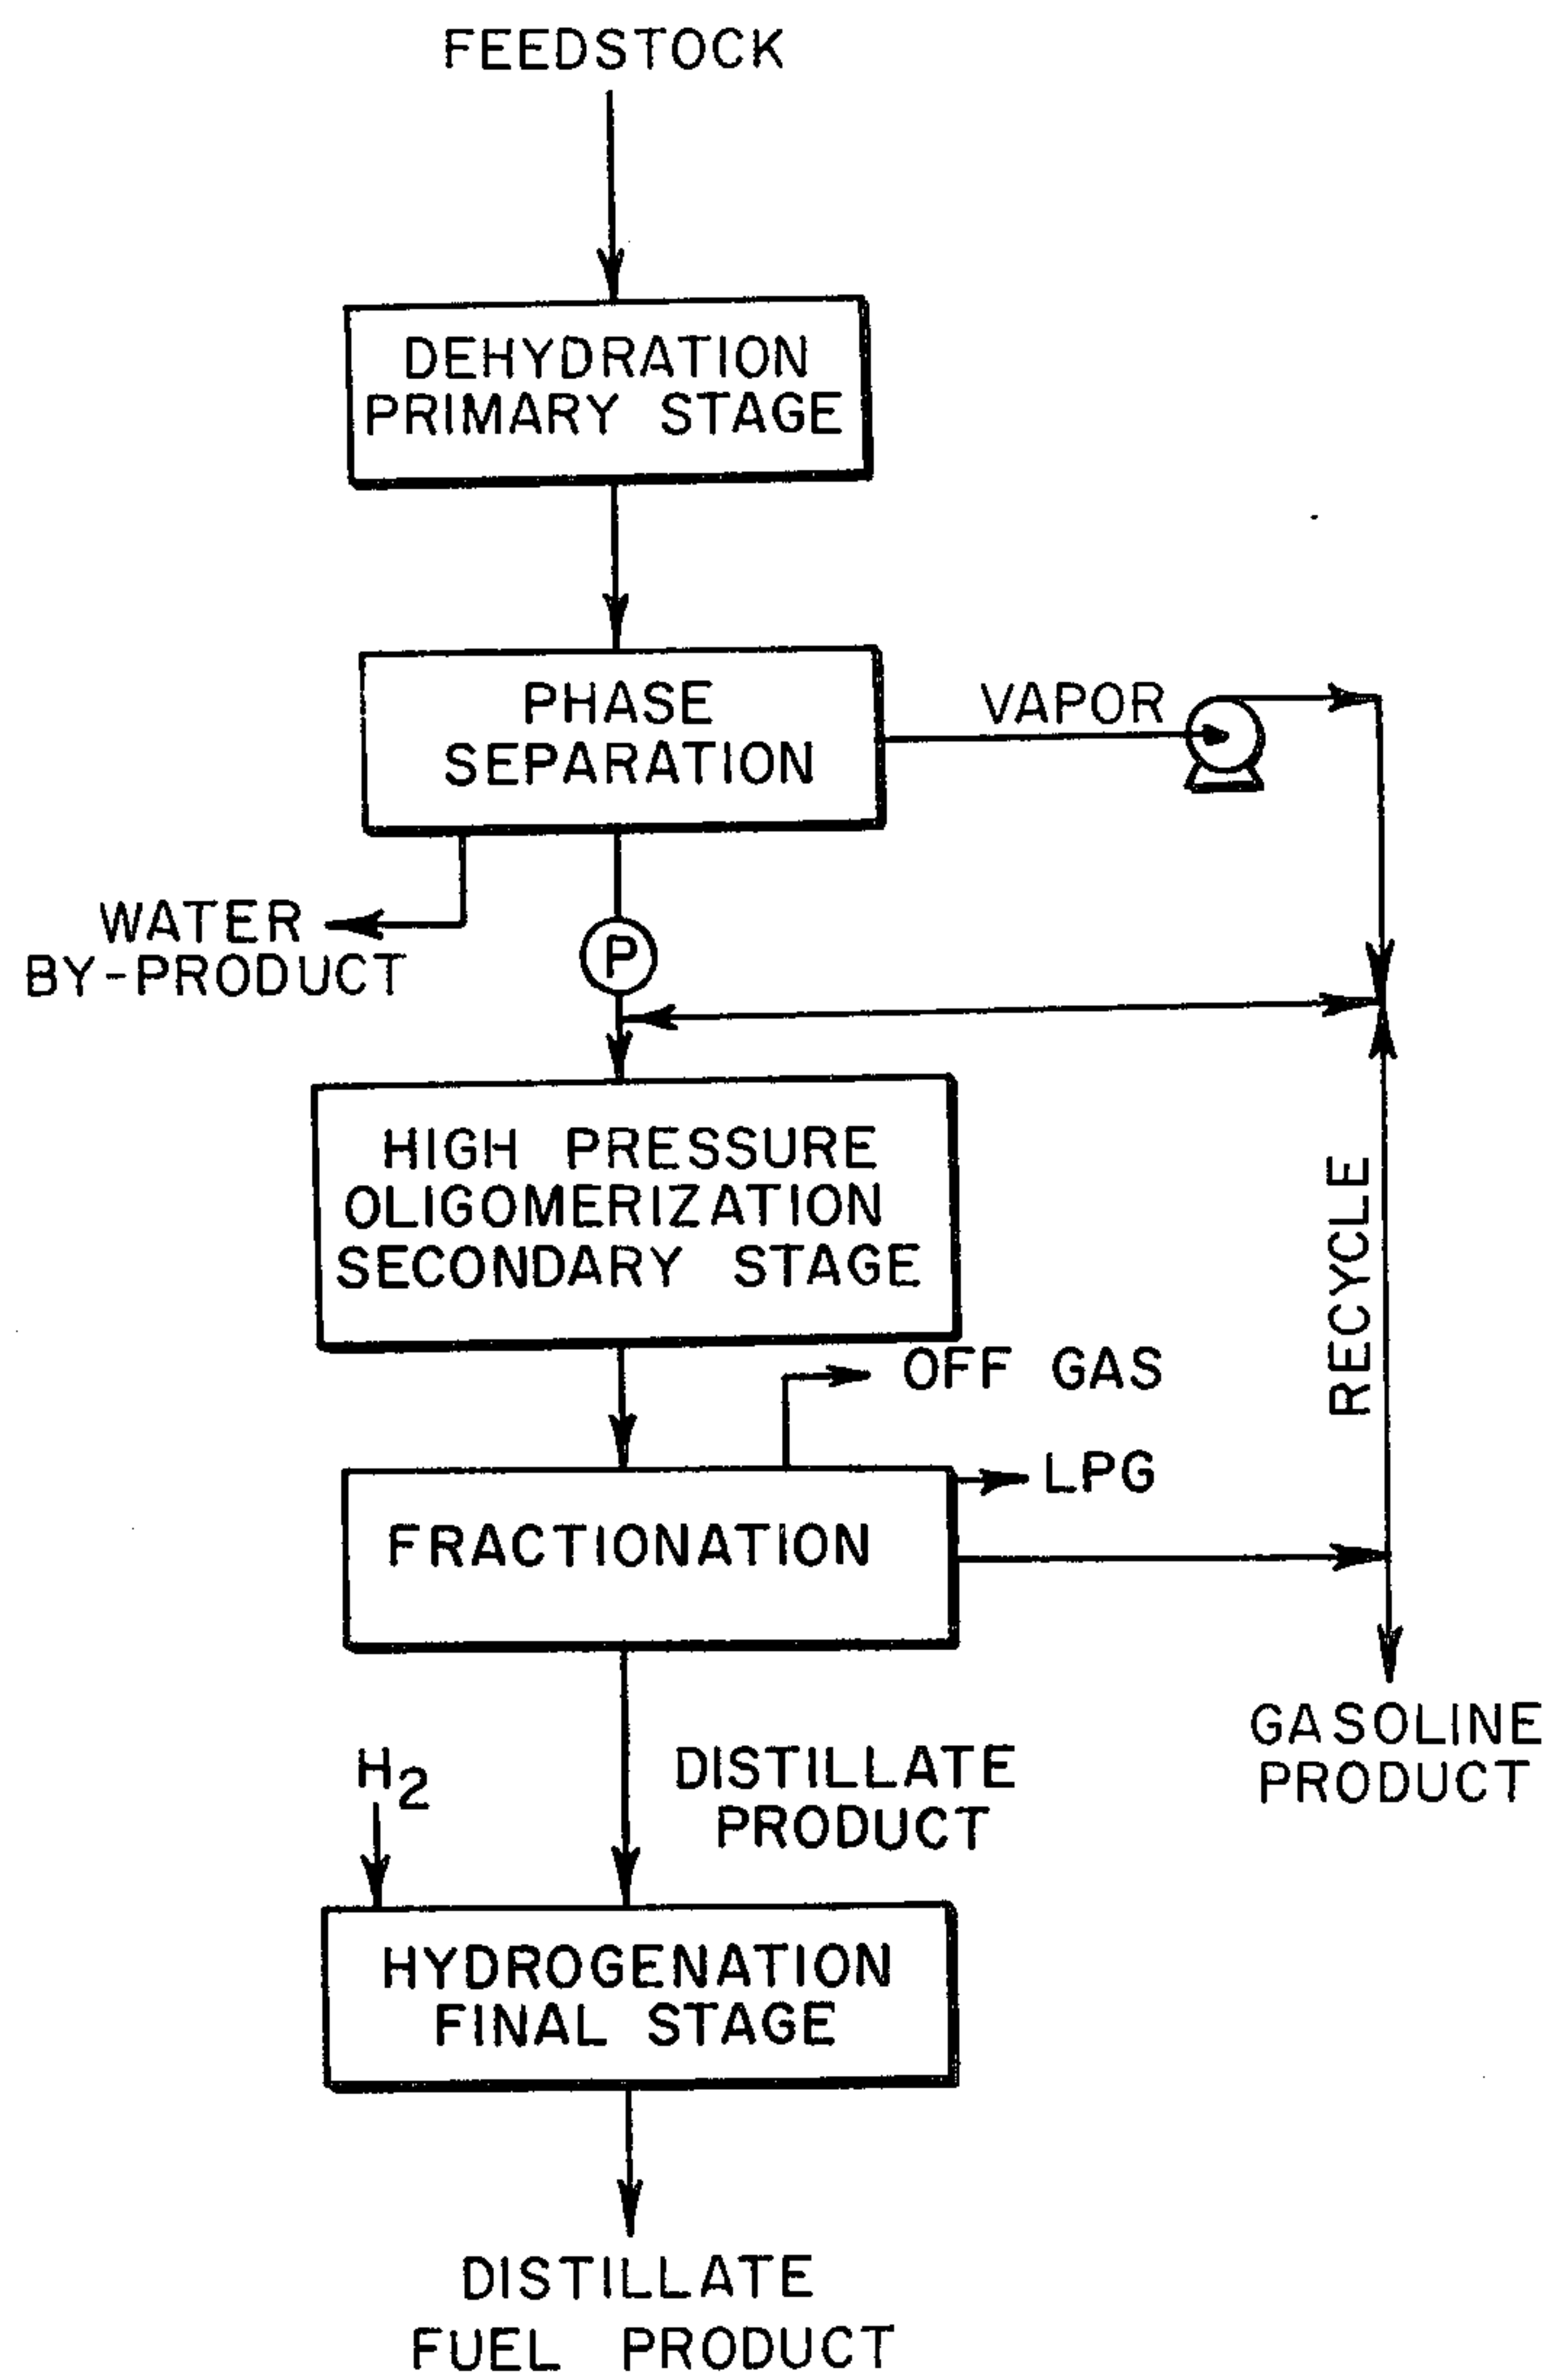 FEEDSTOCK
DEHYDRATION
PRIMARY STAGE
PHASE
SEPARATION
VAPOR
WATER
BY-PRODUCT
P
HIGH PRESSURE
OLIGOMERIZATION
SECONDARY STAGE
RECYCLE
OFF GAS
LPG
FRACTIONATION
GASOLINE
PRODUCT
H2
DISTILLATE
PRODUCT
HYDROGENATION
FINAL STAGE
DISTILLATE
FUEL PRODUCT